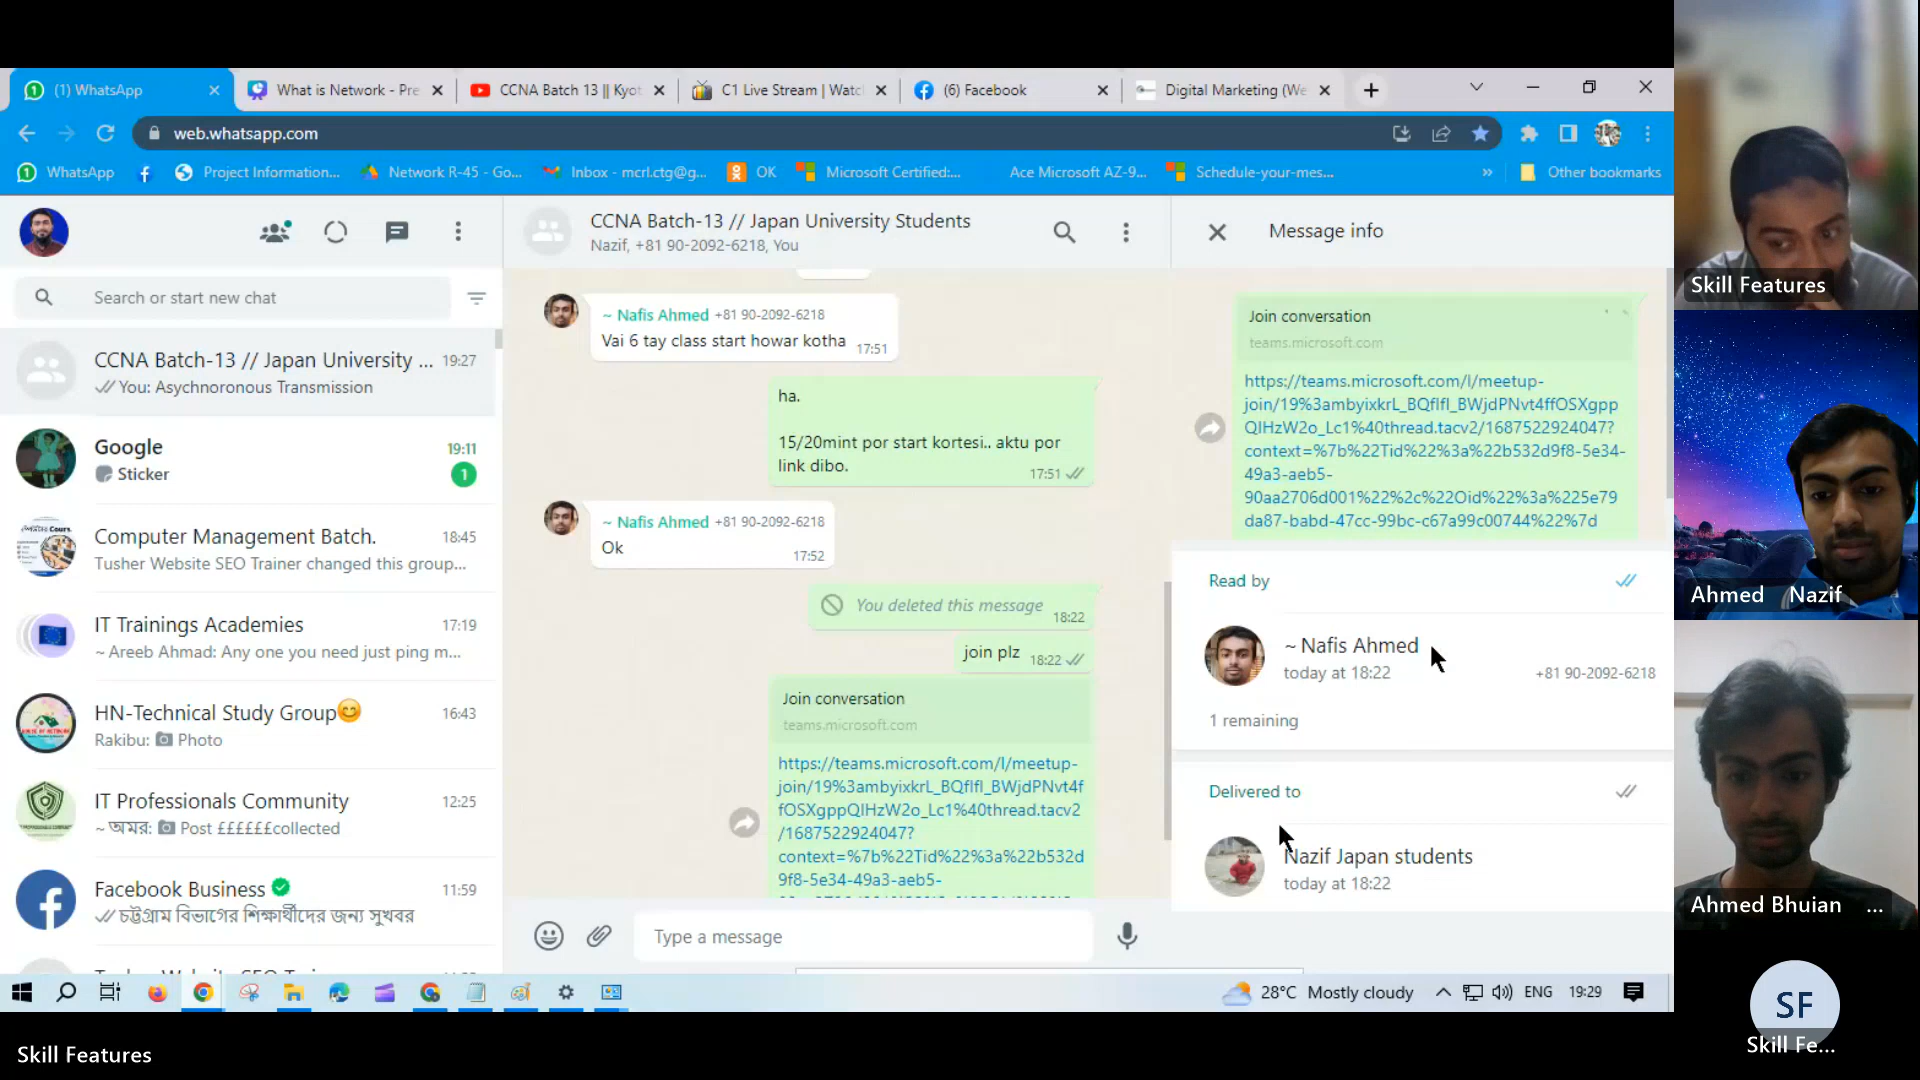 (1) WhatsApp
What is Network - Pre
CCNA Batch 13 || Kyot
C1 Live Stream | Watc
(6) Facebook
Digital Marketing (We
web.whatsapp.com
WhatsApp
Project Information...
Network R-45 - Go...
Inbox - mcrl.ctg@g...
OK
Microsoft Certified:...
Ace Microsoft AZ-9...
Schedule-your-mes...
»
Other bookmarks
Search or start new chat
CCNA Batch-13 // Japan University ... 19:27
You: Asychnoronous Transmission
Google 19:11
Sticker 1
Computer Management Batch. 18:45
Tusher Website SEO Trainer changed this group...
IT Trainings Academies 17:19
~ Areeb Ahmad: Any one you need just ping m...
HN-Technical Study Group😊 16:43
Rakibu: Photo
IT Professionals Community 12:25
~ অমর: Post ££££££collected
Facebook Business 11:59
চট্টগ্রাম বিভাগের শিক্ষার্থীদের জন্য সুখবর
CCNA Batch-13 // Japan University Students
Nazif, +81 90-2092-6218, You
~ Nafis Ahmed +81 90-2092-6218
Vai 6 tay class start howar kotha 17:51
ha.
15/20mint por start kortesi.. aktu por
link dibo. 17:51
~ Nafis Ahmed +81 90-2092-6218
Ok 17:52
You deleted this message 18:22
join plz 18:22
Join conversation
teams.microsoft.com
https://teams.microsoft.com/l/meetup-
join/19%3ambyixkrL_BQflfl_BWjdPNvt4f
fOSXgppQlHzW2o_Lc1%40thread.tacv2
/1687522924047?
context=%7b%22Tid%22%3a%22b532d
9f8-5e34-49a3-aeb5-
Type a message
Message info
Join conversation
teams.microsoft.com
https://teams.microsoft.com/l/meetup-
join/19%3ambyixkrL_BQflfl_BWjdPNvt4ffOSXgpp
QlHzW2o_Lc1%40thread.tacv2/1687522924047?
context=%7b%22Tid%22%3a%22b532d9f8-5e34-
49a3-aeb5-
90aa2706d001%22%2c%22Oid%22%3a%225e79
da87-babd-47cc-99bc-c67a99c00744%22%7d
Read by
~ Nafis Ahmed
today at 18:22 +81 90-2092-6218
1 remaining
Delivered to
Nazif Japan students
today at 18:22
28°C Mostly cloudy
ENG
19:29
Skill Features
Skill Features
Ahmed Nazif
Ahmed Bhuian ...
SF
Skill Fe...